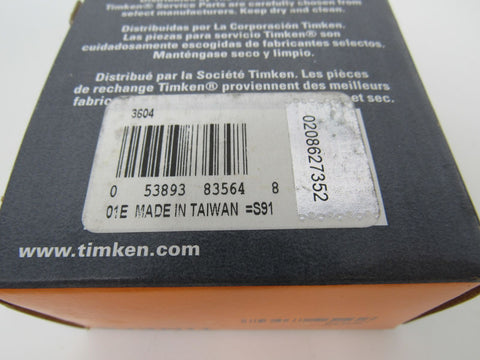 Timken® Service Parts are carefully chosen from
select manufacturers. Keep dry and clean.
Distribuidas por La Corporación Timken.
Las piezas para servicio Timken® son
cuidadosamente escogidas de fabricantes selectos.
Manténgase seco y limpio.
Distribué par la Société Timken. Les pièces
de rechange Timken® proviennent des meilleurs
et sec.
3604
0 53893 83564 8
01E MADE IN TAIWAN =S91
0208627352
www.timken.com